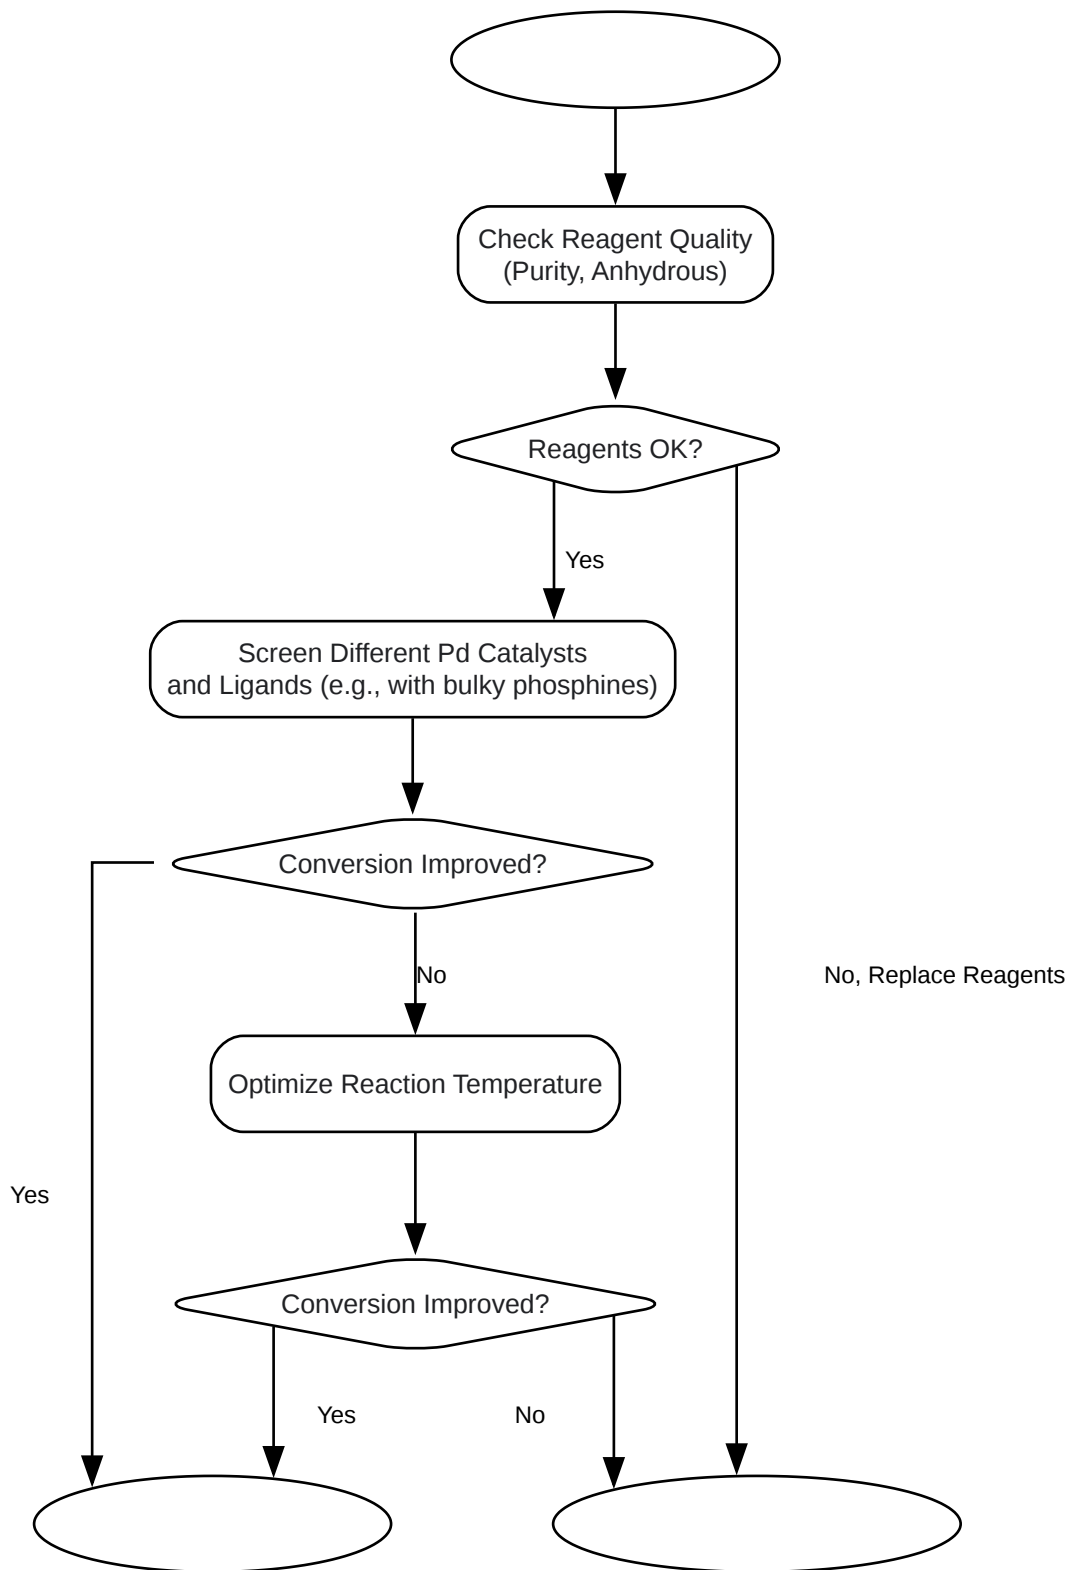 Check Reagent Quality
(Purity, Anhydrous)
Reagents OK?
Yes
Screen Different Pd Catalysts
and Ligands (e.g., with bulky phosphines)
Conversion Improved?
No
No, Replace Reagents
Optimize Reaction Temperature
Yes
Conversion Improved?
Yes
No